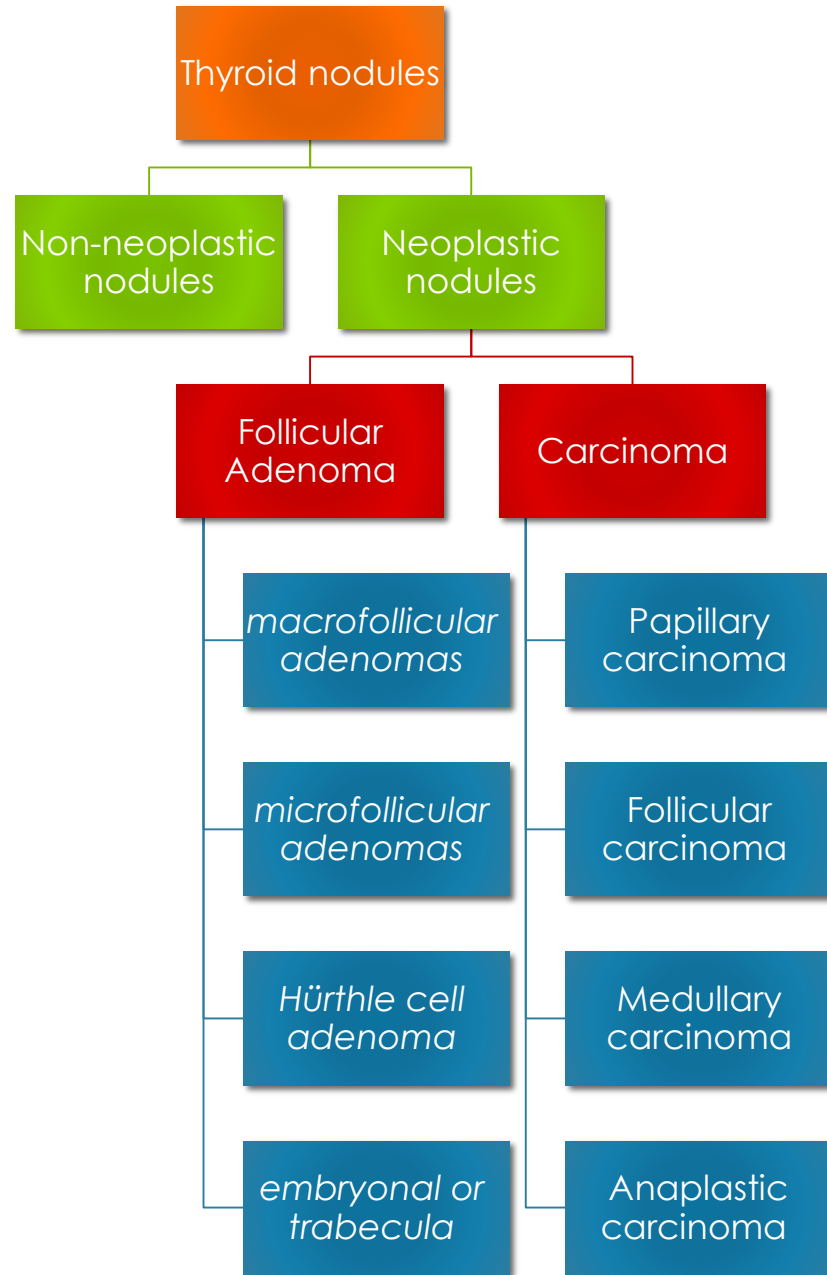 Thyroid nodules
Non-neoplastic
nodules
Neoplastic
nodules
Follicular
Adenoma
Carcinoma
macrofollicular
adenomas
Papillary
carcinoma
microfollicular
adenomas
Follicular
carcinoma
Hürthle cell
adenoma
Medullary
carcinoma
embryonal or
trabecula
Anaplastic
carcinoma